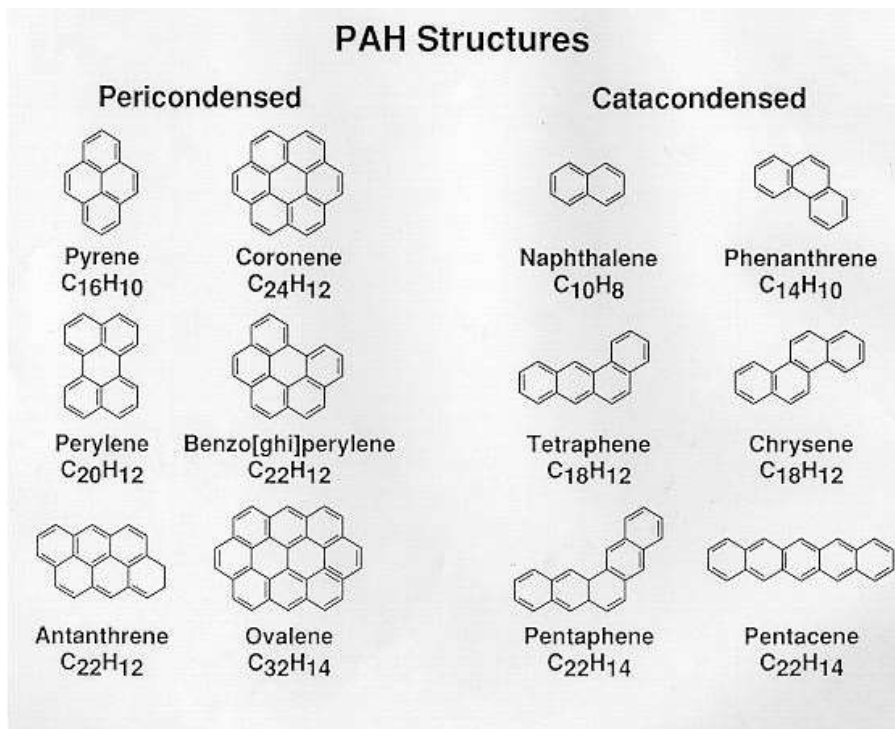 PAH Structures
Pericondensed
Catacondensed
Pyrene
C16H10
Coronene
C24H12
Naphthalene
C10H8
Phenanthrene
C14H10
Perylene
C20H12
Benzo[ghi]perylene
C22H12
Tetraphene
C18H12
Chrysene
C18H12
Antanthrene
C22H12
Ovalene
C32H14
Pentaphene
C22H14
Pentacene
C22H14